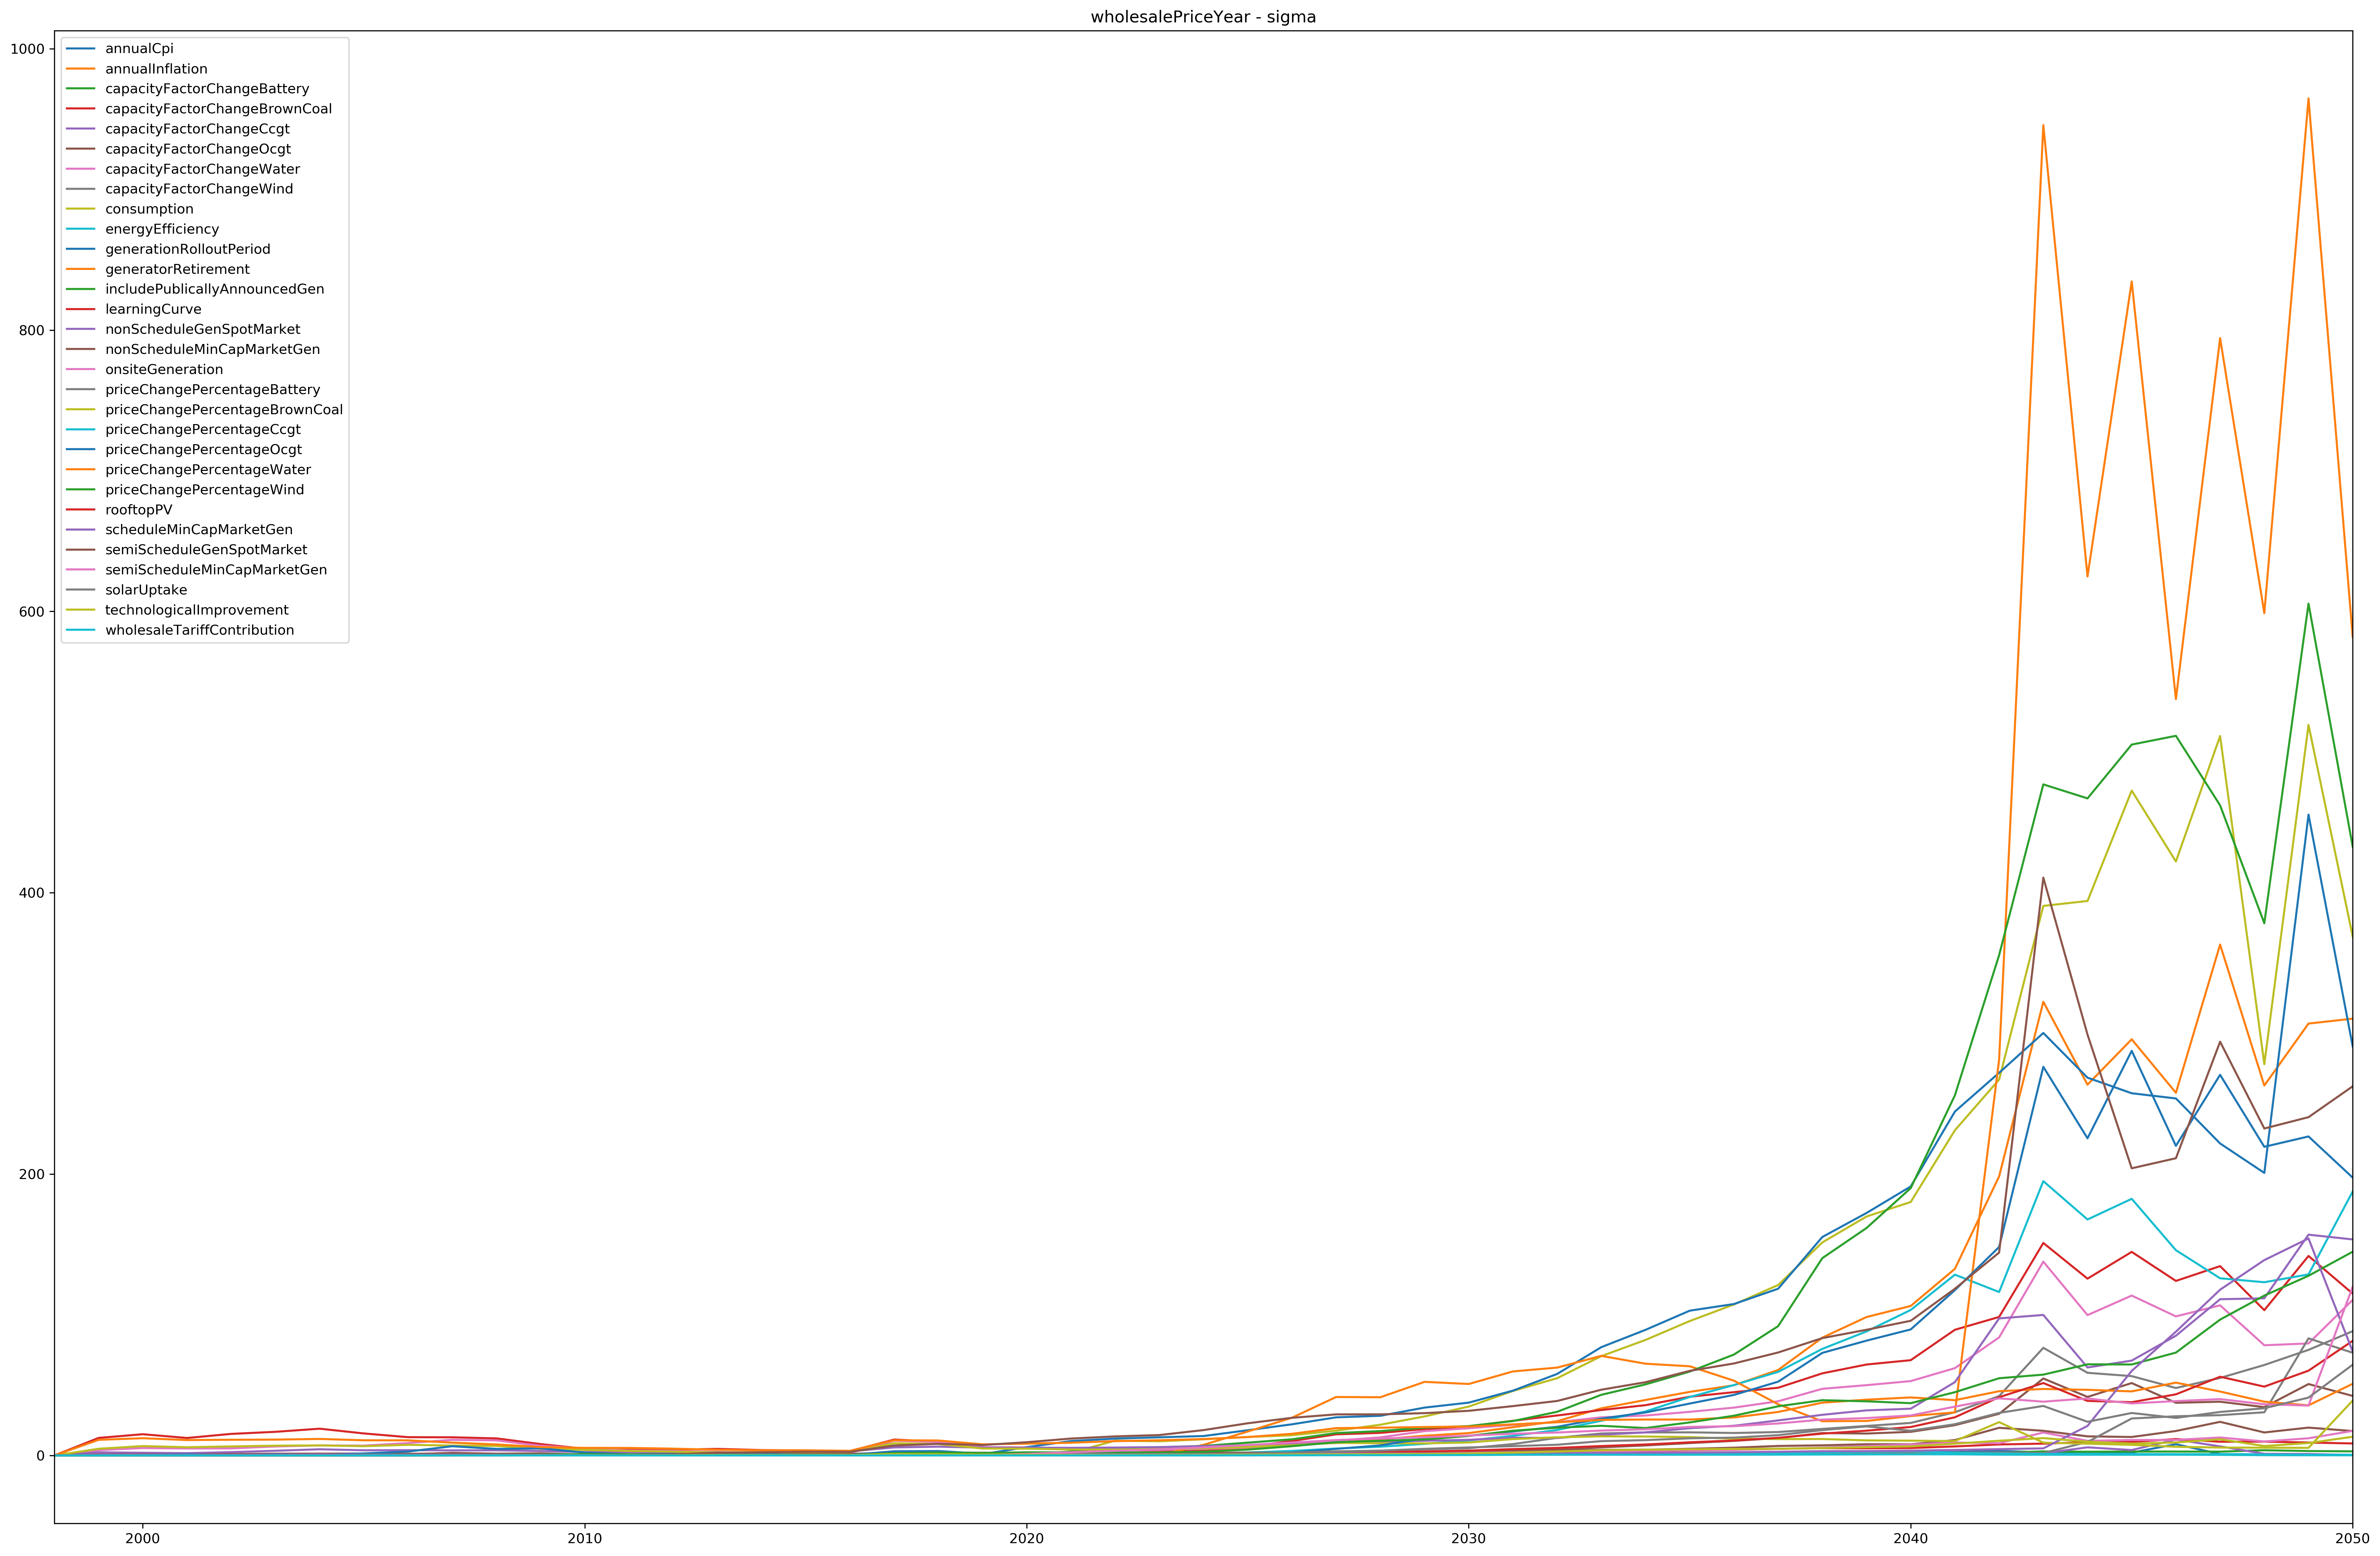 wholesalePriceYear - sigma
1000
800
600
400
200
0
annualCpi
annualInflation
capacityFactorChangeBattery
capacityFactorChangeBrownCoal
capacityFactorChangeCcgt
capacityFactorChangeOcgt
capacityFactorChangeWater
capacityFactorChangeWind
consumption
energyEfficiency
generationRolloutPeriod
generatorRetirement
includePublicallyAnnouncedGen
learningCurve
nonScheduleGenSpotMarket
nonScheduleMinCapMarketGen
onsiteGeneration
priceChangePercentageBattery
priceChangePercentageBrownCoal
priceChangePercentageCcgt
priceChangePercentageOcgt
priceChangePercentageWater
priceChangePercentageWind
rooftopPV
scheduleMinCapMarketGen
semiScheduleGenSpotMarket
semiScheduleMinCapMarketGen
solarUptake
technologicalImprovement
wholesaleTariffContribution
2000 2010 2020 2030 2040 2050